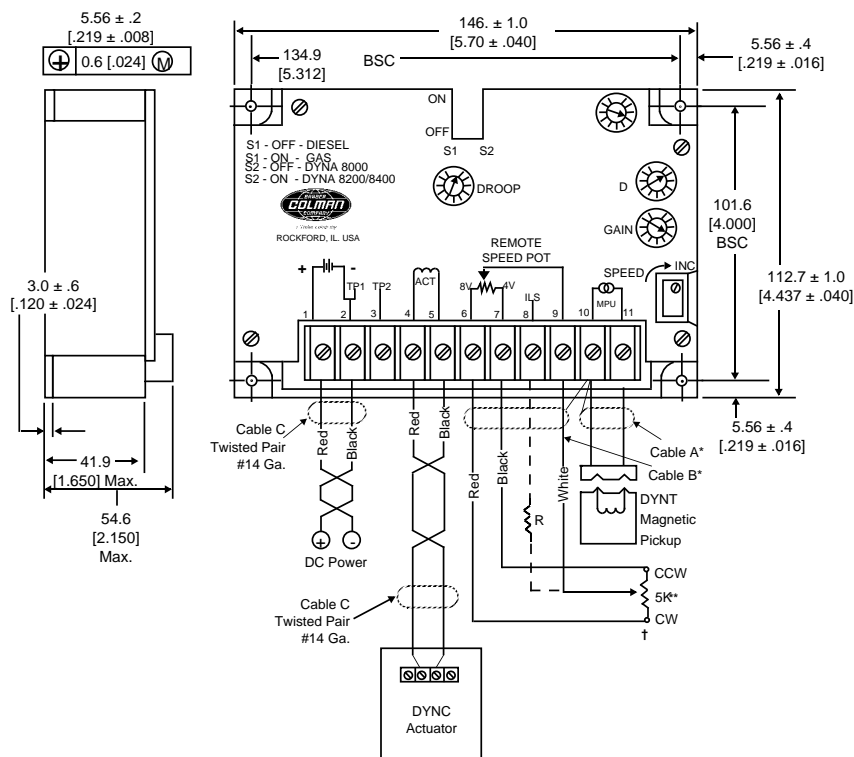 5.56 ± .2
[.219 ± .008]
0.6 [.024] Ⓜ
146. ± 1.0
[5.70 ± .040]
134.9
[5.312]
BSC
5.56 ± .4
[.219 ± .016]
ON
OFF
S1 S2
S1 - OFF - DIESEL
S1 - ON - GAS
S2 - OFF - DYNA 8000
S2 - ON - DYNA 8200/8400
BARBER
COLMAN
COMPANY
ROCKFORD, IL. USA
DROOP
D
GAIN
101.6
[4.000]
BSC
112.7 ± 1.0
[4.437 ± .040]
REMOTE
SPEED POT
SPEED
INC
3.0 ± .6
[.120 ± .024]
+ -
TP1 TP2
ACT
8V 4V
ILS
MPU
1 2 3 4 5 6 7 8 9 10 11
5.56 ± .4
[.219 ± .016]
Cable C
Twisted Pair
#14 Ga.
Red
Black
Red
Black
Red
Black
White
R
Cable A*
Cable B*
41.9
[1.650] Max.
54.6
[2.150]
Max.
+ -
DC Power
DYNT
Magnetic
Pickup
CCW
5K**
CW
†
Cable C
Twisted Pair
#14 Ga.
DYNC
Actuator